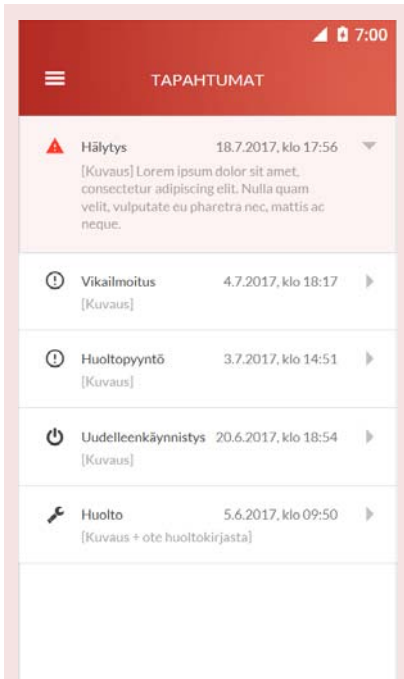 7:00
TAPAHTUMAT
Hälytys 18.7.2017, klo 17:56
[Kuvaus] Lorem ipsum dolor sit amet,
consectetur adipiscing elit. Nulla quam
velit, vulputate eu pharetra nec, mattis ac
neque.
Vikailmoitus 4.7.2017, klo 18:17
[Kuvaus]
Huoltopyyntö 3.7.2017, klo 14:51
[Kuvaus]
Uudelleenkäynnistys 20.6.2017, klo 18:54
[Kuvaus]
Huolto 5.6.2017, klo 09:50
[Kuvaus + ote huoltokirjasta]